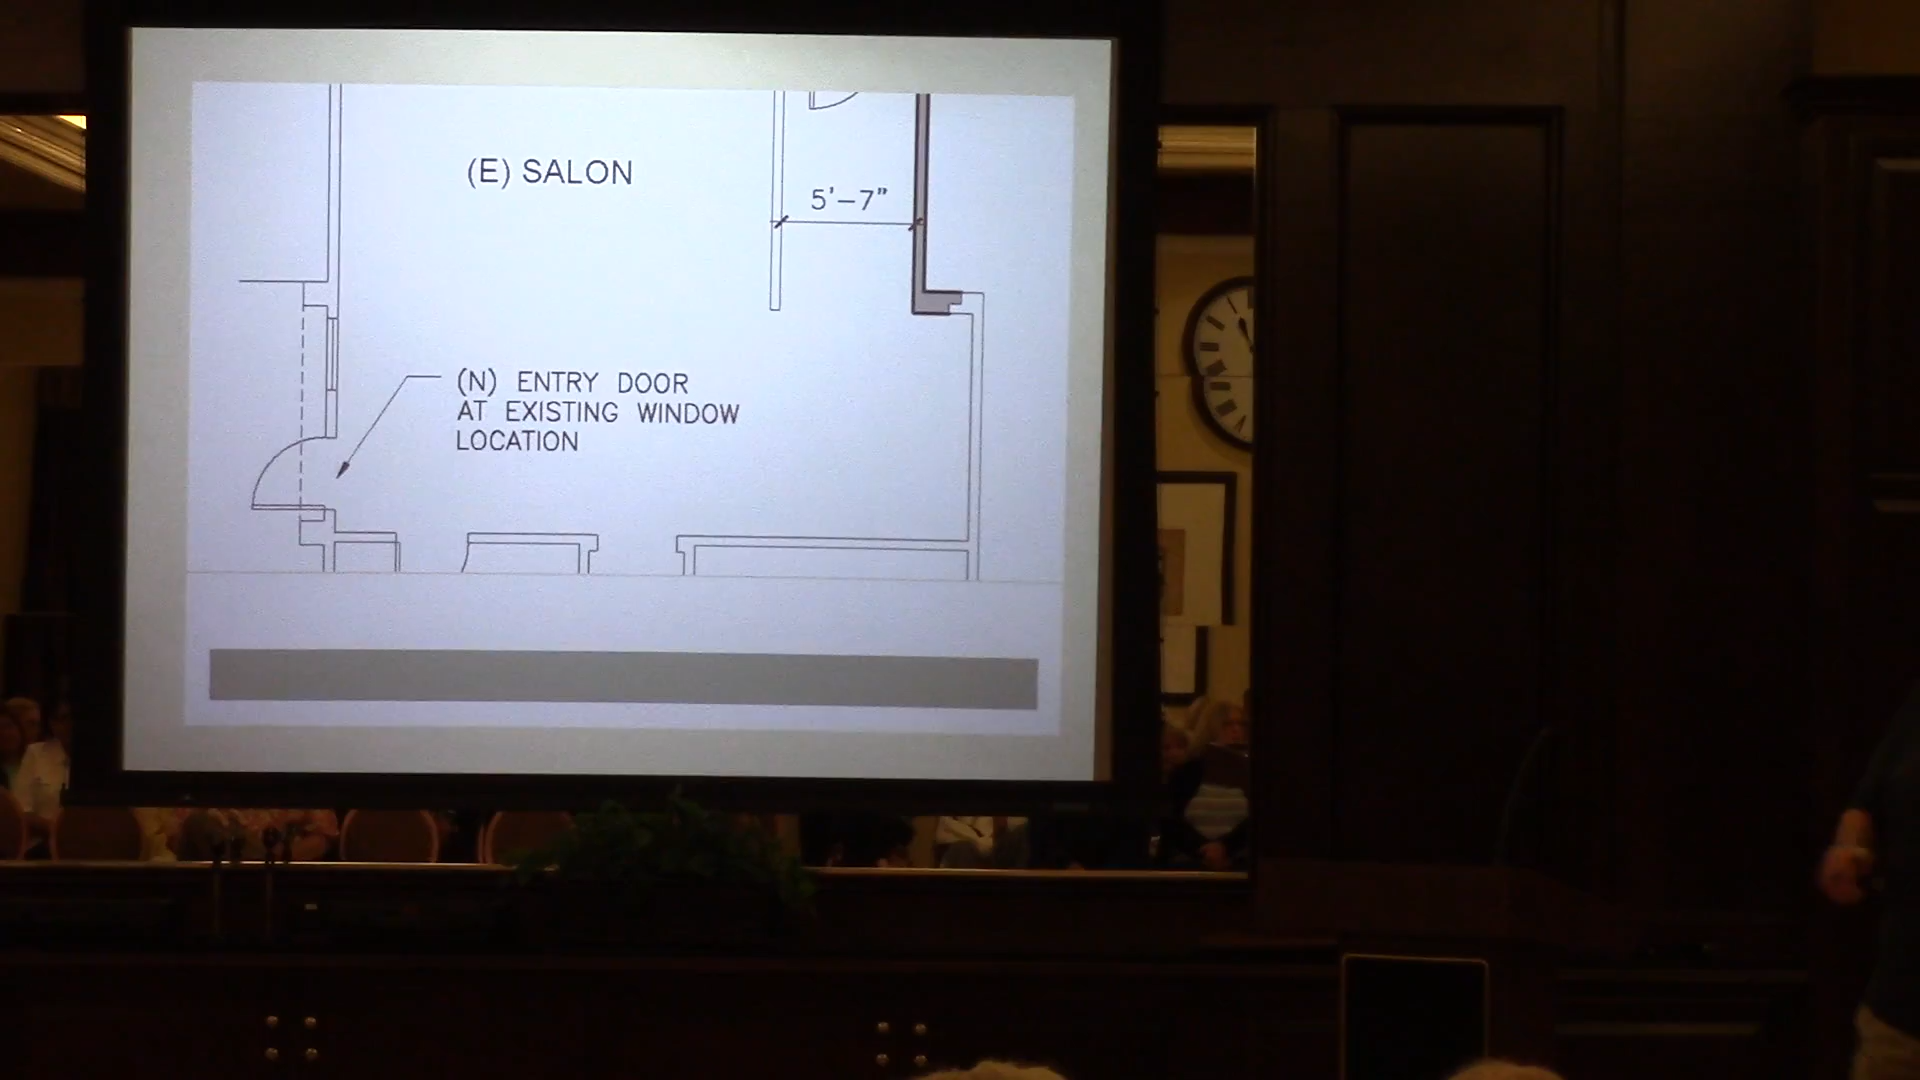 (E) SALON
5'-7"
(N) ENTRY DOOR
AT EXISTING WINDOW
LOCATION